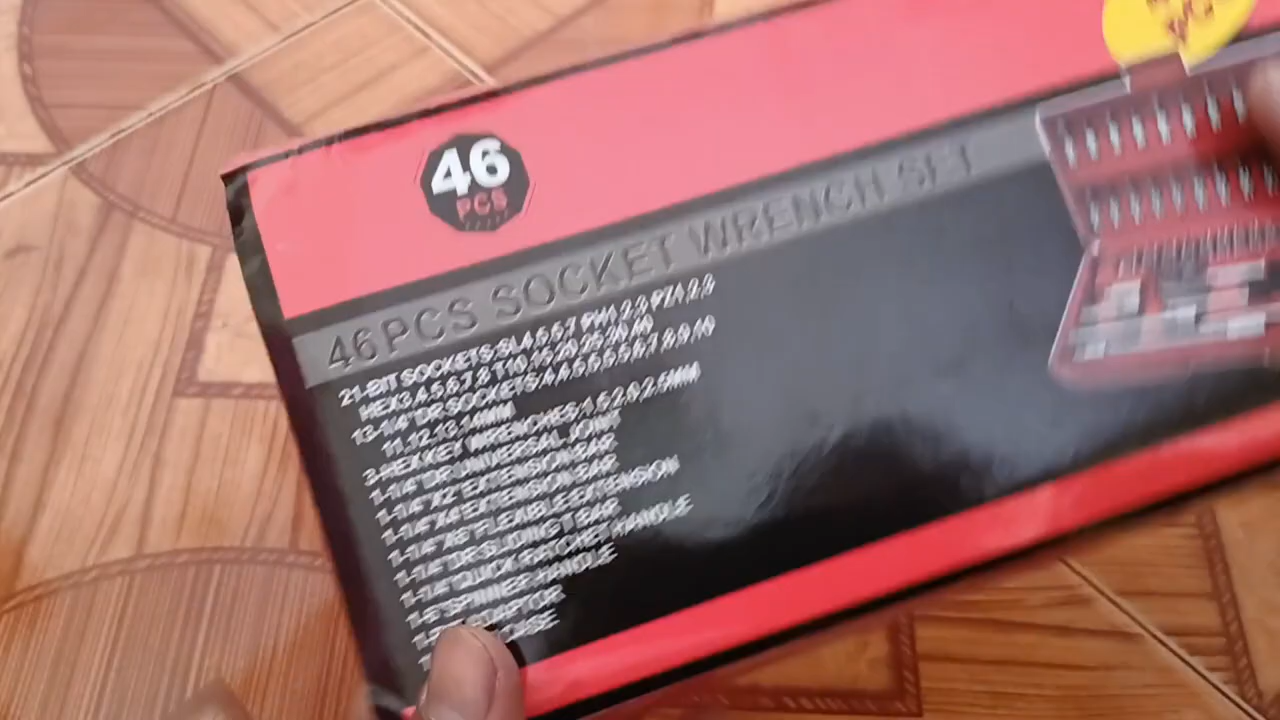 46
PCS
46PCS SOCKET WRENCH SET
21-BIT SOCKETS:SL4,5.5,7 PH1,2,3 PZ1,2,3
HEX3,4,5,6,7,8 T10,15,20,25,30,40
13-1/4"DR SOCKETS:4,4.5,5,5.5,6,7,8,9,10
11,12,13,14MM
3-HEX KEY WRENCHES:1.5,2.0,2.5MM
1-1/4"DR UNIVERSAL JOINT
1-1/4"X2"EXTENSION BAR
1-1/4"X4"EXTENSION BAR
1-1/4"X6"FLEXABLE EXTENSION
1-1/4"DR SLIDING T BAR
1-1/4"QUICK RATCHET HANDLE
1-6"SPINNER HANDLE
ADAPTOR
CASE